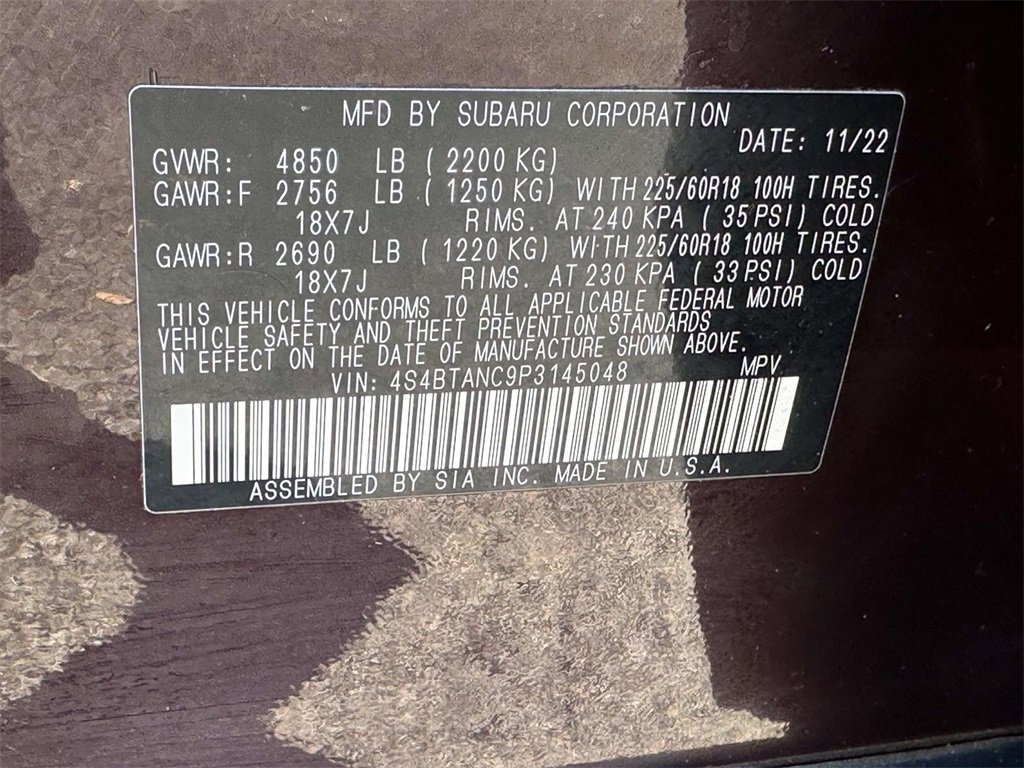 MFD BY SUBARU CORPORATION
DATE: 11/22
GVWR: 4850 LB ( 2200 KG)
GAWR:F 2756 LB ( 1250 KG) WITH 225/60R18 100H TIRES.
18X7J RIMS. AT 240 KPA ( 35 PSI) COLD
GAWR:R 2690 LB ( 1220 KG) WITH 225/60R18 100H TIRES.
18X7J RIMS. AT 230 KPA ( 33 PSI) COLD
THIS VEHICLE CONFORMS TO ALL APPLICABLE FEDERAL MOTOR
VEHICLE SAFETY AND THEFT PREVENTION STANDARDS
IN EFFECT ON THE DATE OF MANUFACTURE SHOWN ABOVE.
VIN: 4S4BTANC9P3145048 MPV
ASSEMBLED BY SIA INC. MADE IN U.S.A.